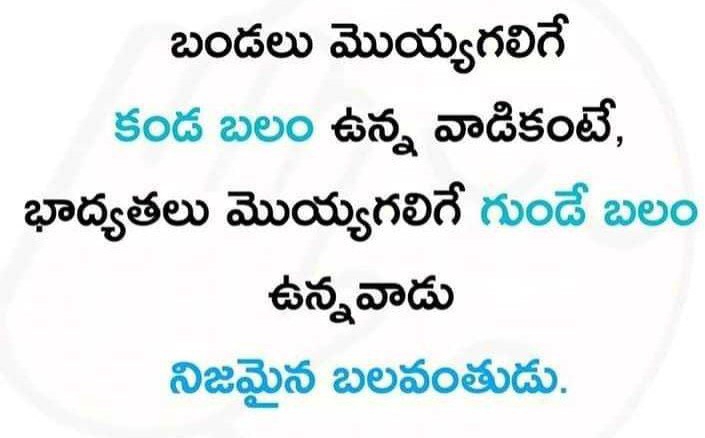 బండలు మొయ్యగలిగే
కండ బలం ఉన్న వాడికంటే,
భాద్యతలు మొయ్యగలిగే గుండే బలం
ఉన్నవాడు
నిజమైన బలవంతుడు.